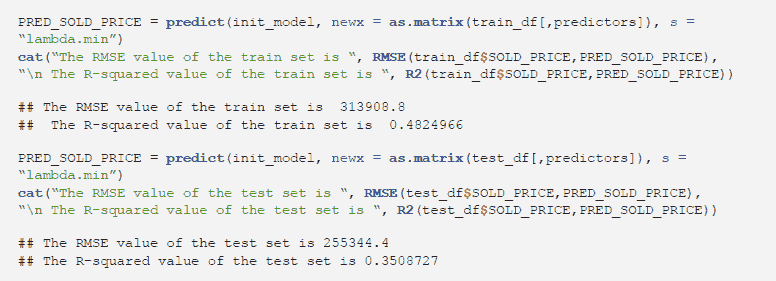 PRED_SOLD_PRICE = predict(init_model, newx = as.matrix(train_df[,predictors]), s =
“lambda.min”)
cat(“The RMSE value of the train set is “, RMSE(train_df$SOLD_PRICE,PRED_SOLD_PRICE),
“\n The R-squared value of the train set is “, R2(train_df$SOLD_PRICE,PRED_SOLD_PRICE))
## The RMSE value of the train set is  313908.8
##  The R-squared value of the train set is  0.4824966
PRED_SOLD_PRICE = predict(init_model, newx = as.matrix(test_df[,predictors]), s =
“lambda.min”)
cat(“The RMSE value of the test set is “, RMSE(test_df$SOLD_PRICE,PRED_SOLD_PRICE),
“\n The R-squared value of the test set is “, R2(test_df$SOLD_PRICE,PRED_SOLD_PRICE))
## The RMSE value of the test set is 255344.4
## The R-squared value of the test set is 0.3508727